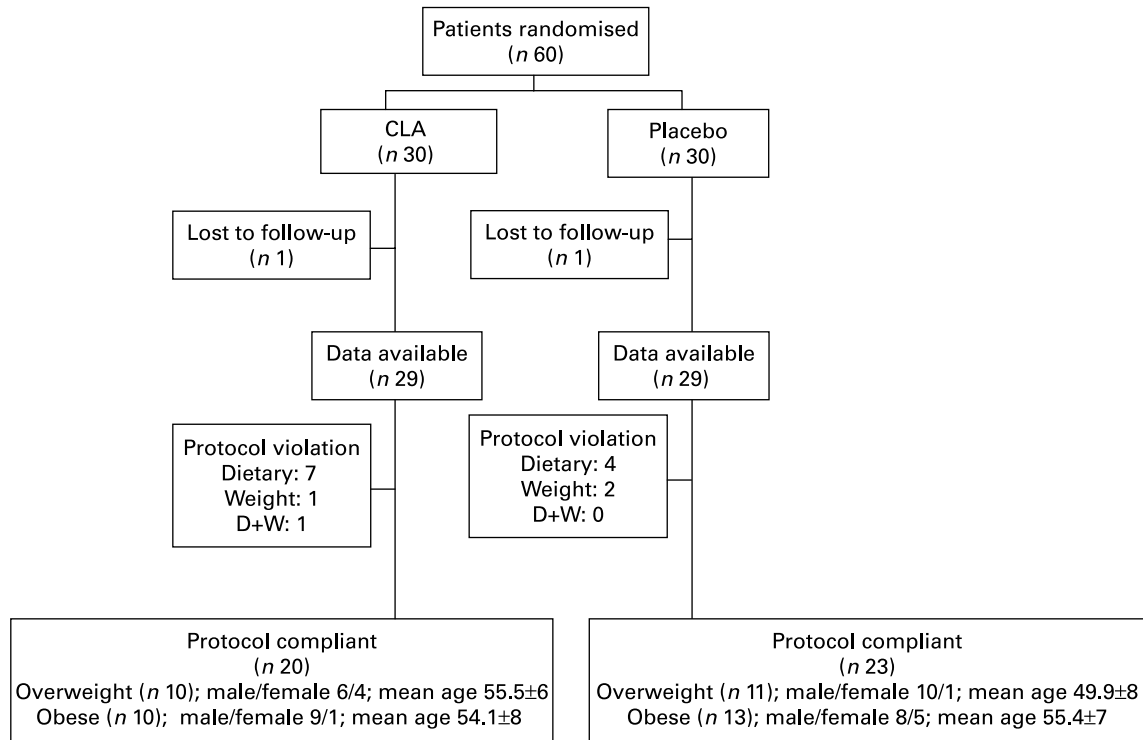 Patients randomised
(n 60)
CLA
(n 30)
Placebo
(n 30)
Lost to follow-up
(n 1)
Lost to follow-up
(n 1)
Data available
(n 29)
Data available
(n 29)
Protocol violation
Dietary: 7
Weight: 1
D+W: 1
Protocol violation
Dietary: 4
Weight: 2
D+W: 0
Protocol compliant
(n 20)
Overweight (n 10); male/female 6/4; mean age 55.5±6
Obese (n 10); male/female 9/1; mean age 54.1±8
Protocol compliant
(n 23)
Overweight (n 11); male/female 10/1; mean age 49.9±8
Obese (n 13); male/female 8/5; mean age 55.4±7